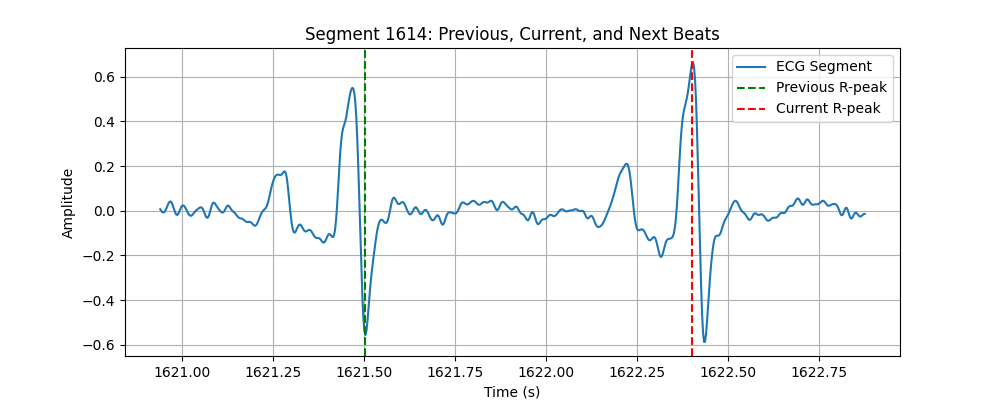 Segment 1614: Previous, Current, and Next Beats
ECG Segment
Previous R-peak
Current R-peak
Amplitude
0.6
0.4
0.2
0.0
−0.2
−0.4
−0.6
1621.00 1621.25 1621.50 1621.75 1622.00 1622.25 1622.50 1622.75
Time (s)